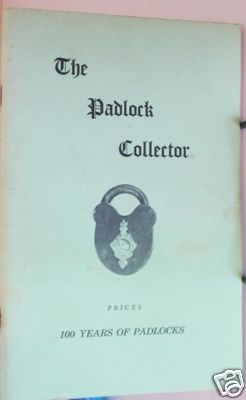 The
Padlock
Collector
PRICES
100 YEARS OF PADLOCKS